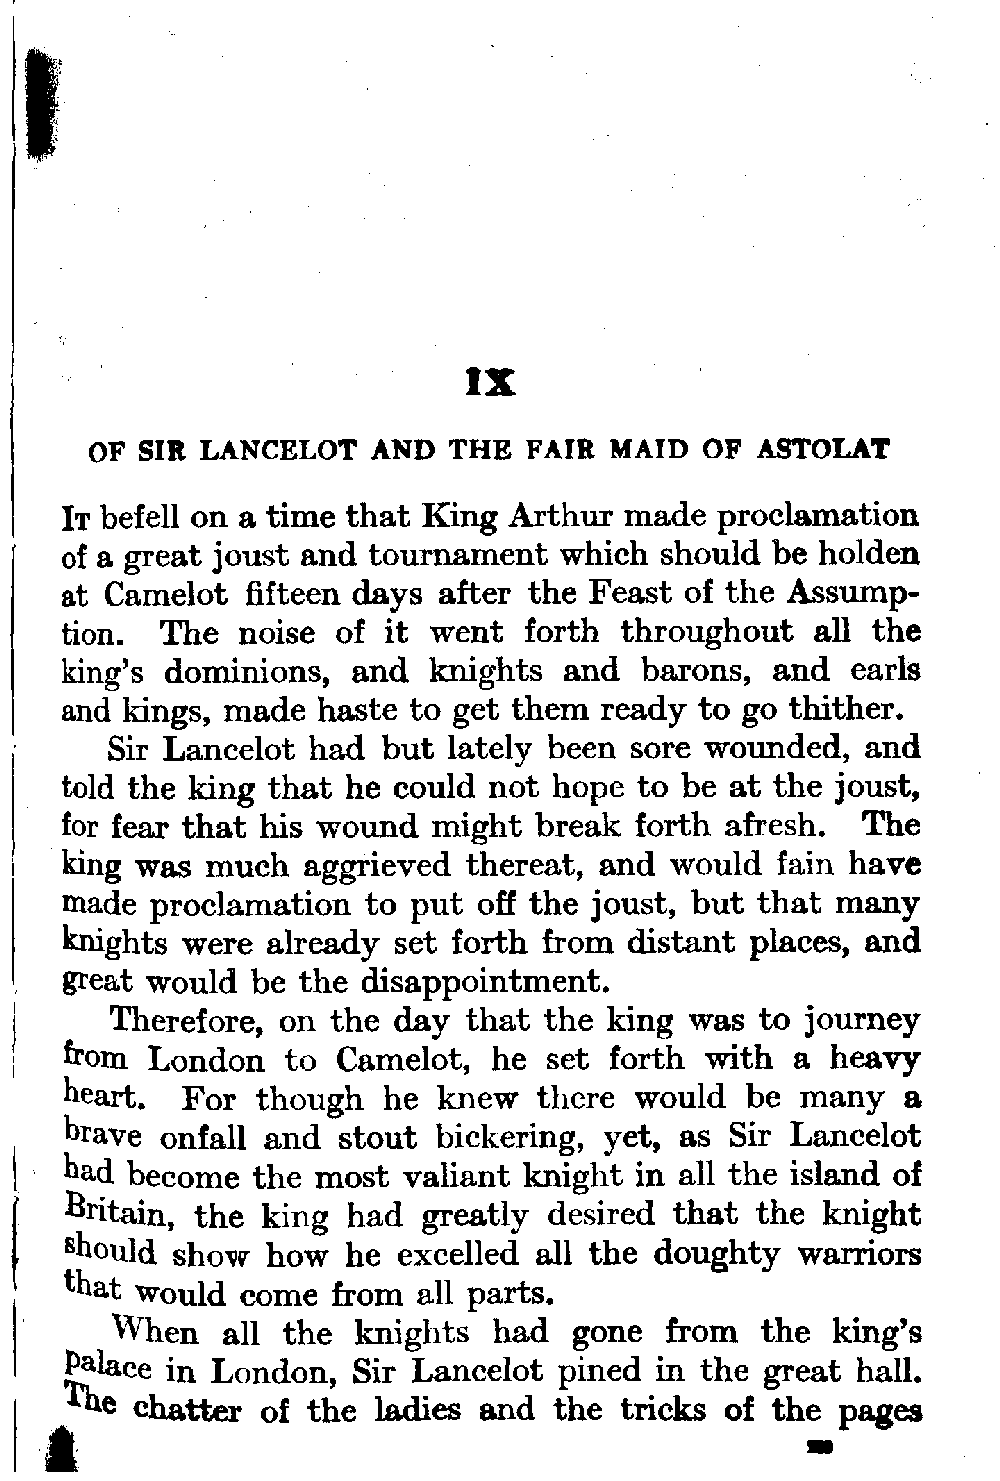 IX
OF SIR LANCELOT AND THE FAIR MAID OF ASTOLAT
IT befell on a time that King Arthur made proclamation
of a great joust and tournament which should be holden
at Camelot fifteen days after the Feast of the Assump-
tion. The noise of it went forth throughout all the
king's dominions, and knights and barons, and earls
and kings, made haste to get them ready to go thither.
Sir Lancelot had but lately been sore wounded, and
told the king that he could not hope to be at the joust,
for fear that his wound might break forth afresh. The
king was much aggrieved thereat, and would fain have
made proclamation to put off the joust, but that many
knights were already set forth from distant places, and
great would be the disappointment.
Therefore, on the day that the king was to journey
from London to Camelot, he set forth with a heavy
heart. For though he knew there would be many a
brave onfall and stout bickering, yet, as Sir Lancelot
had become the most valiant knight in all the island of
Britain, the king had greatly desired that the knight
should show how he excelled all the doughty warriors
that would come from all parts.
When all the knights had gone from the king's
palace in London, Sir Lancelot pined in the great hall.
The chatter of the ladies and the tricks of the pages